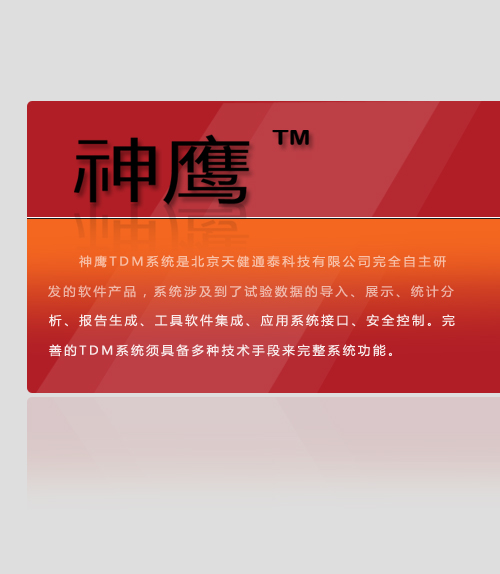 神鹰 TM
神鹰TDM系统是北京天健通泰科技有限公司完全自主研
发的软件产品，系统涉及到了试验数据的导入、展示、统计分
析、报告生成、工具软件集成、应用系统接口、安全控制。完
善的TDM系统须具备多种技术手段来完整系统功能。